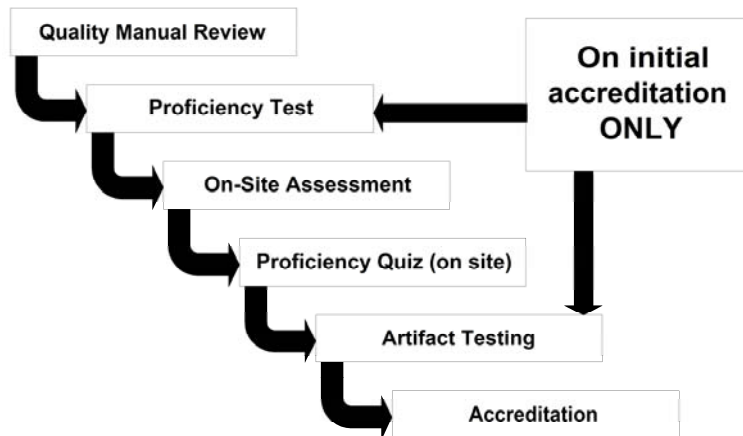 Quality Manual Review
On initial
accreditation
ONLY
Proficiency Test
On-Site Assessment
Proficiency Quiz (on site)
Artifact Testing
Accreditation